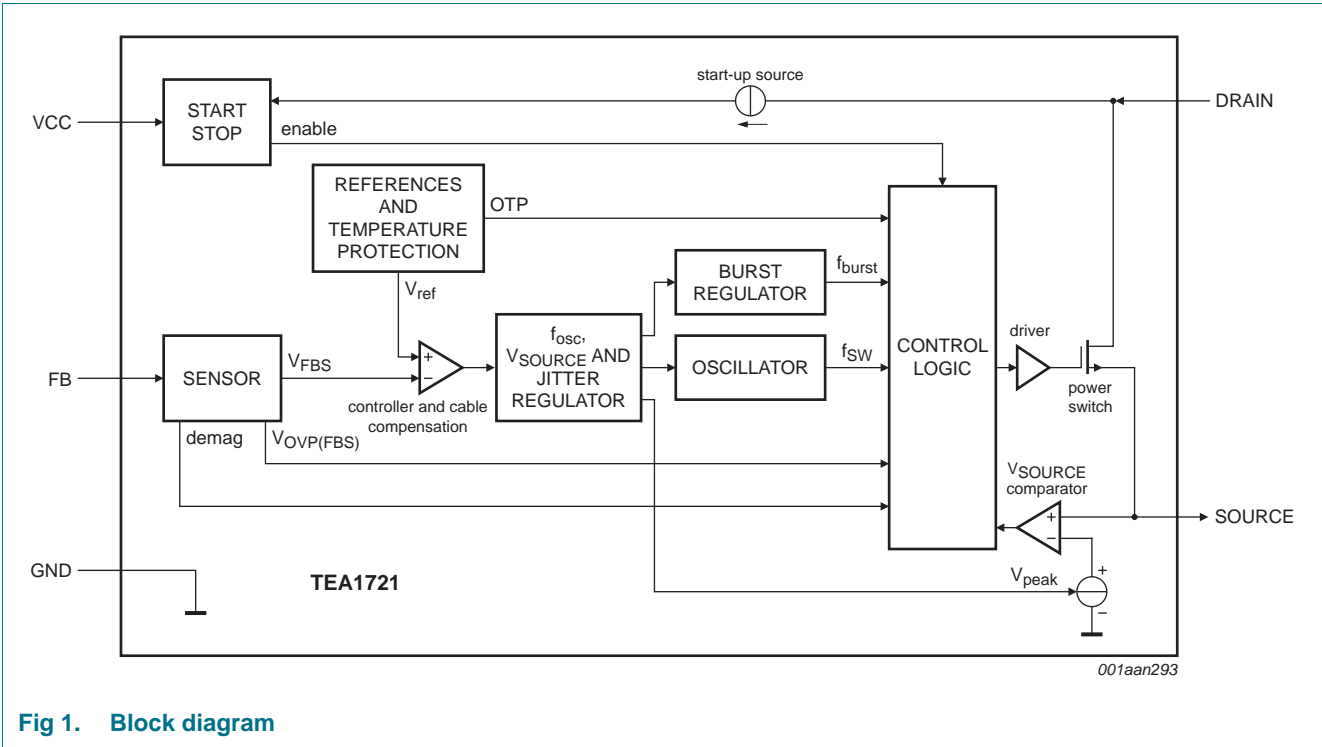 start-up source
DRAIN
VCC
START
STOP
enable
REFERENCES
AND
TEMPERATURE
PROTECTION
OTP
Vref
BURST
REGULATOR
fburst
FB
SENSOR
VFBS
+
−
controller and cable
compensation
fosc,
VSOURCE AND
JITTER
REGULATOR
OSCILLATOR
fSW
CONTROL
LOGIC
driver
power
switch
demag
VOVP(FBS)
VSOURCE
comparator
+
−
SOURCE
GND
TEA1721
Vpeak
+
−
001aan293
Fig 1. Block diagram